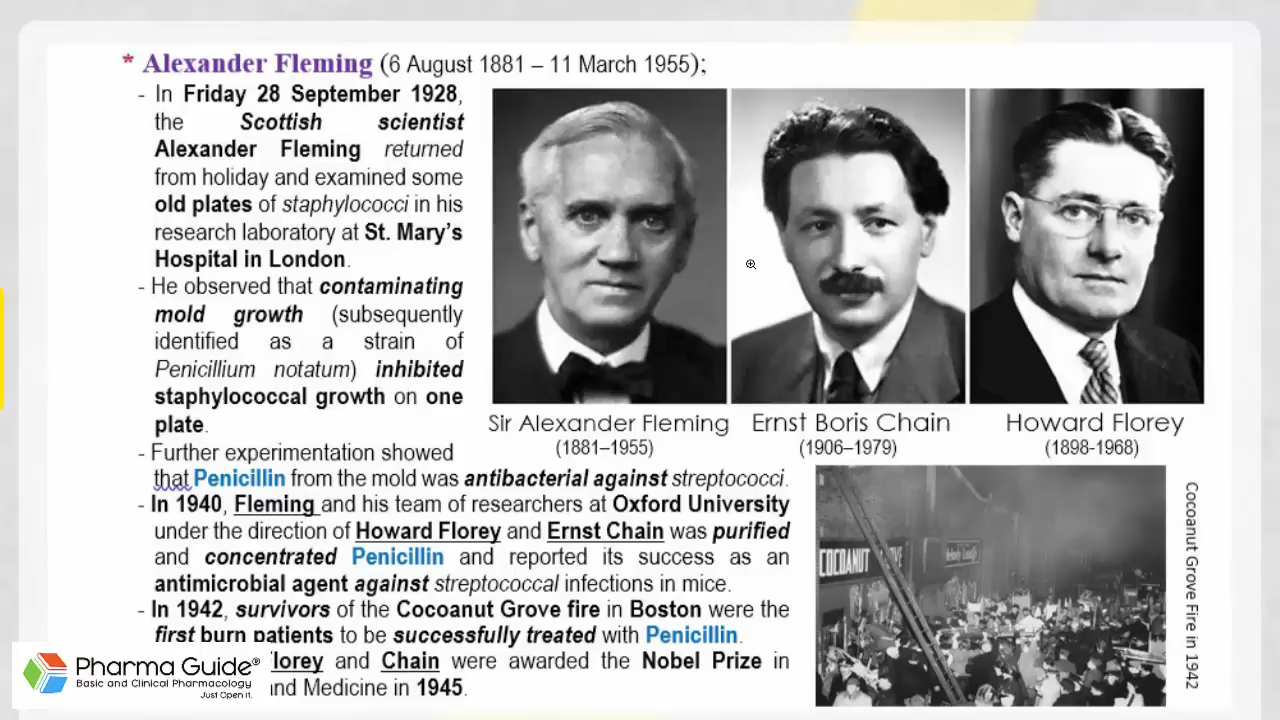 * Alexander Fleming (6 August 1881 – 11 March 1955);
- In Friday 28 September 1928,
the Scottish scientist
Alexander Fleming returned
from holiday and examined some
old plates of staphylococci in his
research laboratory at St. Mary's
Hospital in London.
- He observed that contaminating
mold growth (subsequently
identified as a strain of
Penicillium notatum) inhibited
staphylococcal growth on one
plate.
- Further experimentation showed
that Penicillin from the mold was antibacterial against streptococci.
- In 1940, Fleming and his team of researchers at Oxford University
under the direction of Howard Florey and Ernst Chain was purified
and concentrated Penicillin and reported its success as an
antimicrobial agent against streptococcal infections in mice.
- In 1942, survivors of the Cocoanut Grove fire in Boston were the
first burn patients to be successfully treated with Penicillin.
lorey and Chain were awarded the Nobel Prize in
nd Medicine in 1945.
Sir Alexander Fleming
(1881–1955)
Ernst Boris Chain
(1906–1979)
Howard Florey
(1898-1968)
COCOANUT GROVE
Cocoanut Grove Fire in 1942
Pharma Guide®
Basic and Clinical Pharmacology
Just Open it.